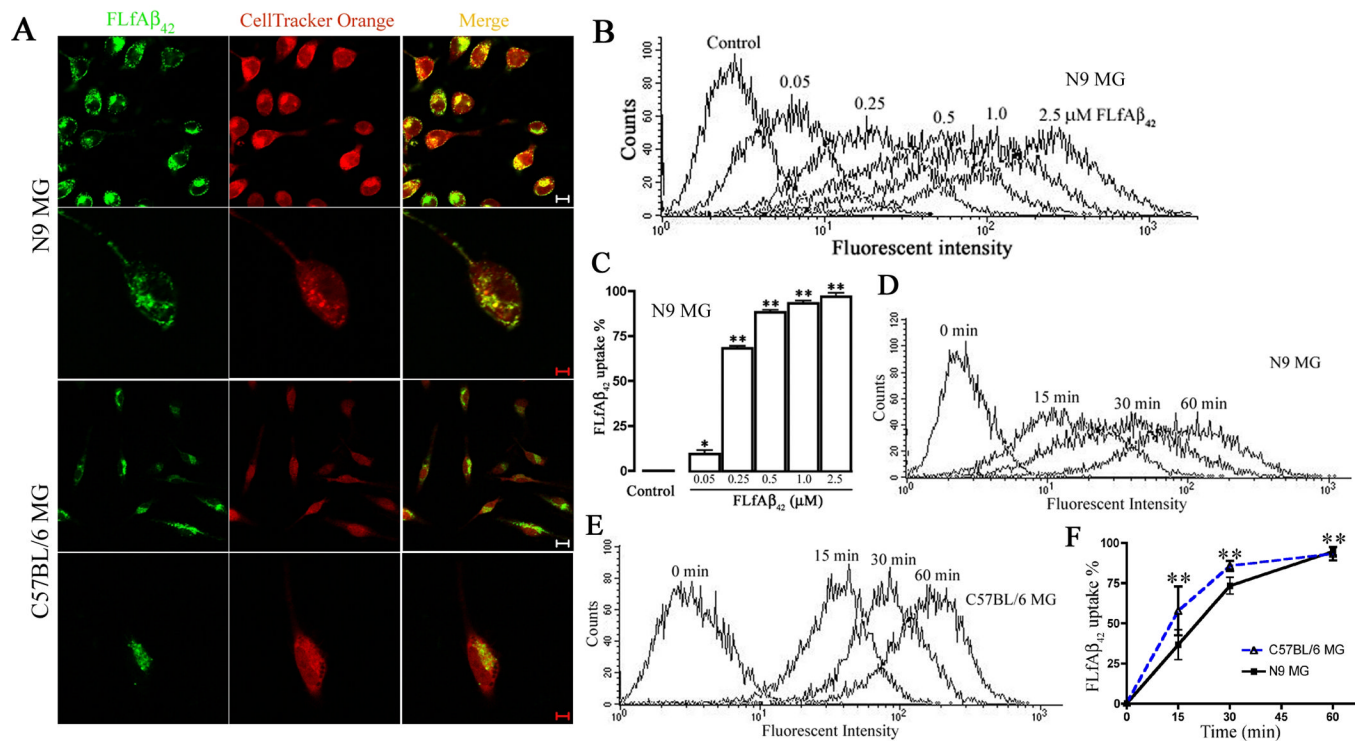 A
FLfAβ42
CellTracker Orange
Merge
N9 MG
C57BL/6 MG
B
Control
0.05
0.25
0.5
1.0
2.5 µM FLfAβ42
N9 MG
Counts
100
80
60
40
20
0
10^0
10^1
10^2
10^3
Fluorescent intensity
C
N9 MG
FLfAβ42 uptake %
100
75
50
25
0
*
**
**
**
**
Control
0.05
0.25
0.5
1.0
2.5
FLfAβ42 (µM)
D
0 min
15 min
30 min
60 min
N9 MG
Counts
120
100
80
60
40
20
0
10^0
10^1
10^2
10^3
Fluorescent Intensity
E
0 min
15 min
30 min
60 min
C57BL/6 MG
Counts
100
80
60
40
20
0
10^0
10^1
10^2
10^3
Fluorescent Intensity
F
FLfAβ42 uptake %
100
75
50
25
0
**
**
**
C57BL/6 MG
N9 MG
0
15
30
45
60
Time (min)